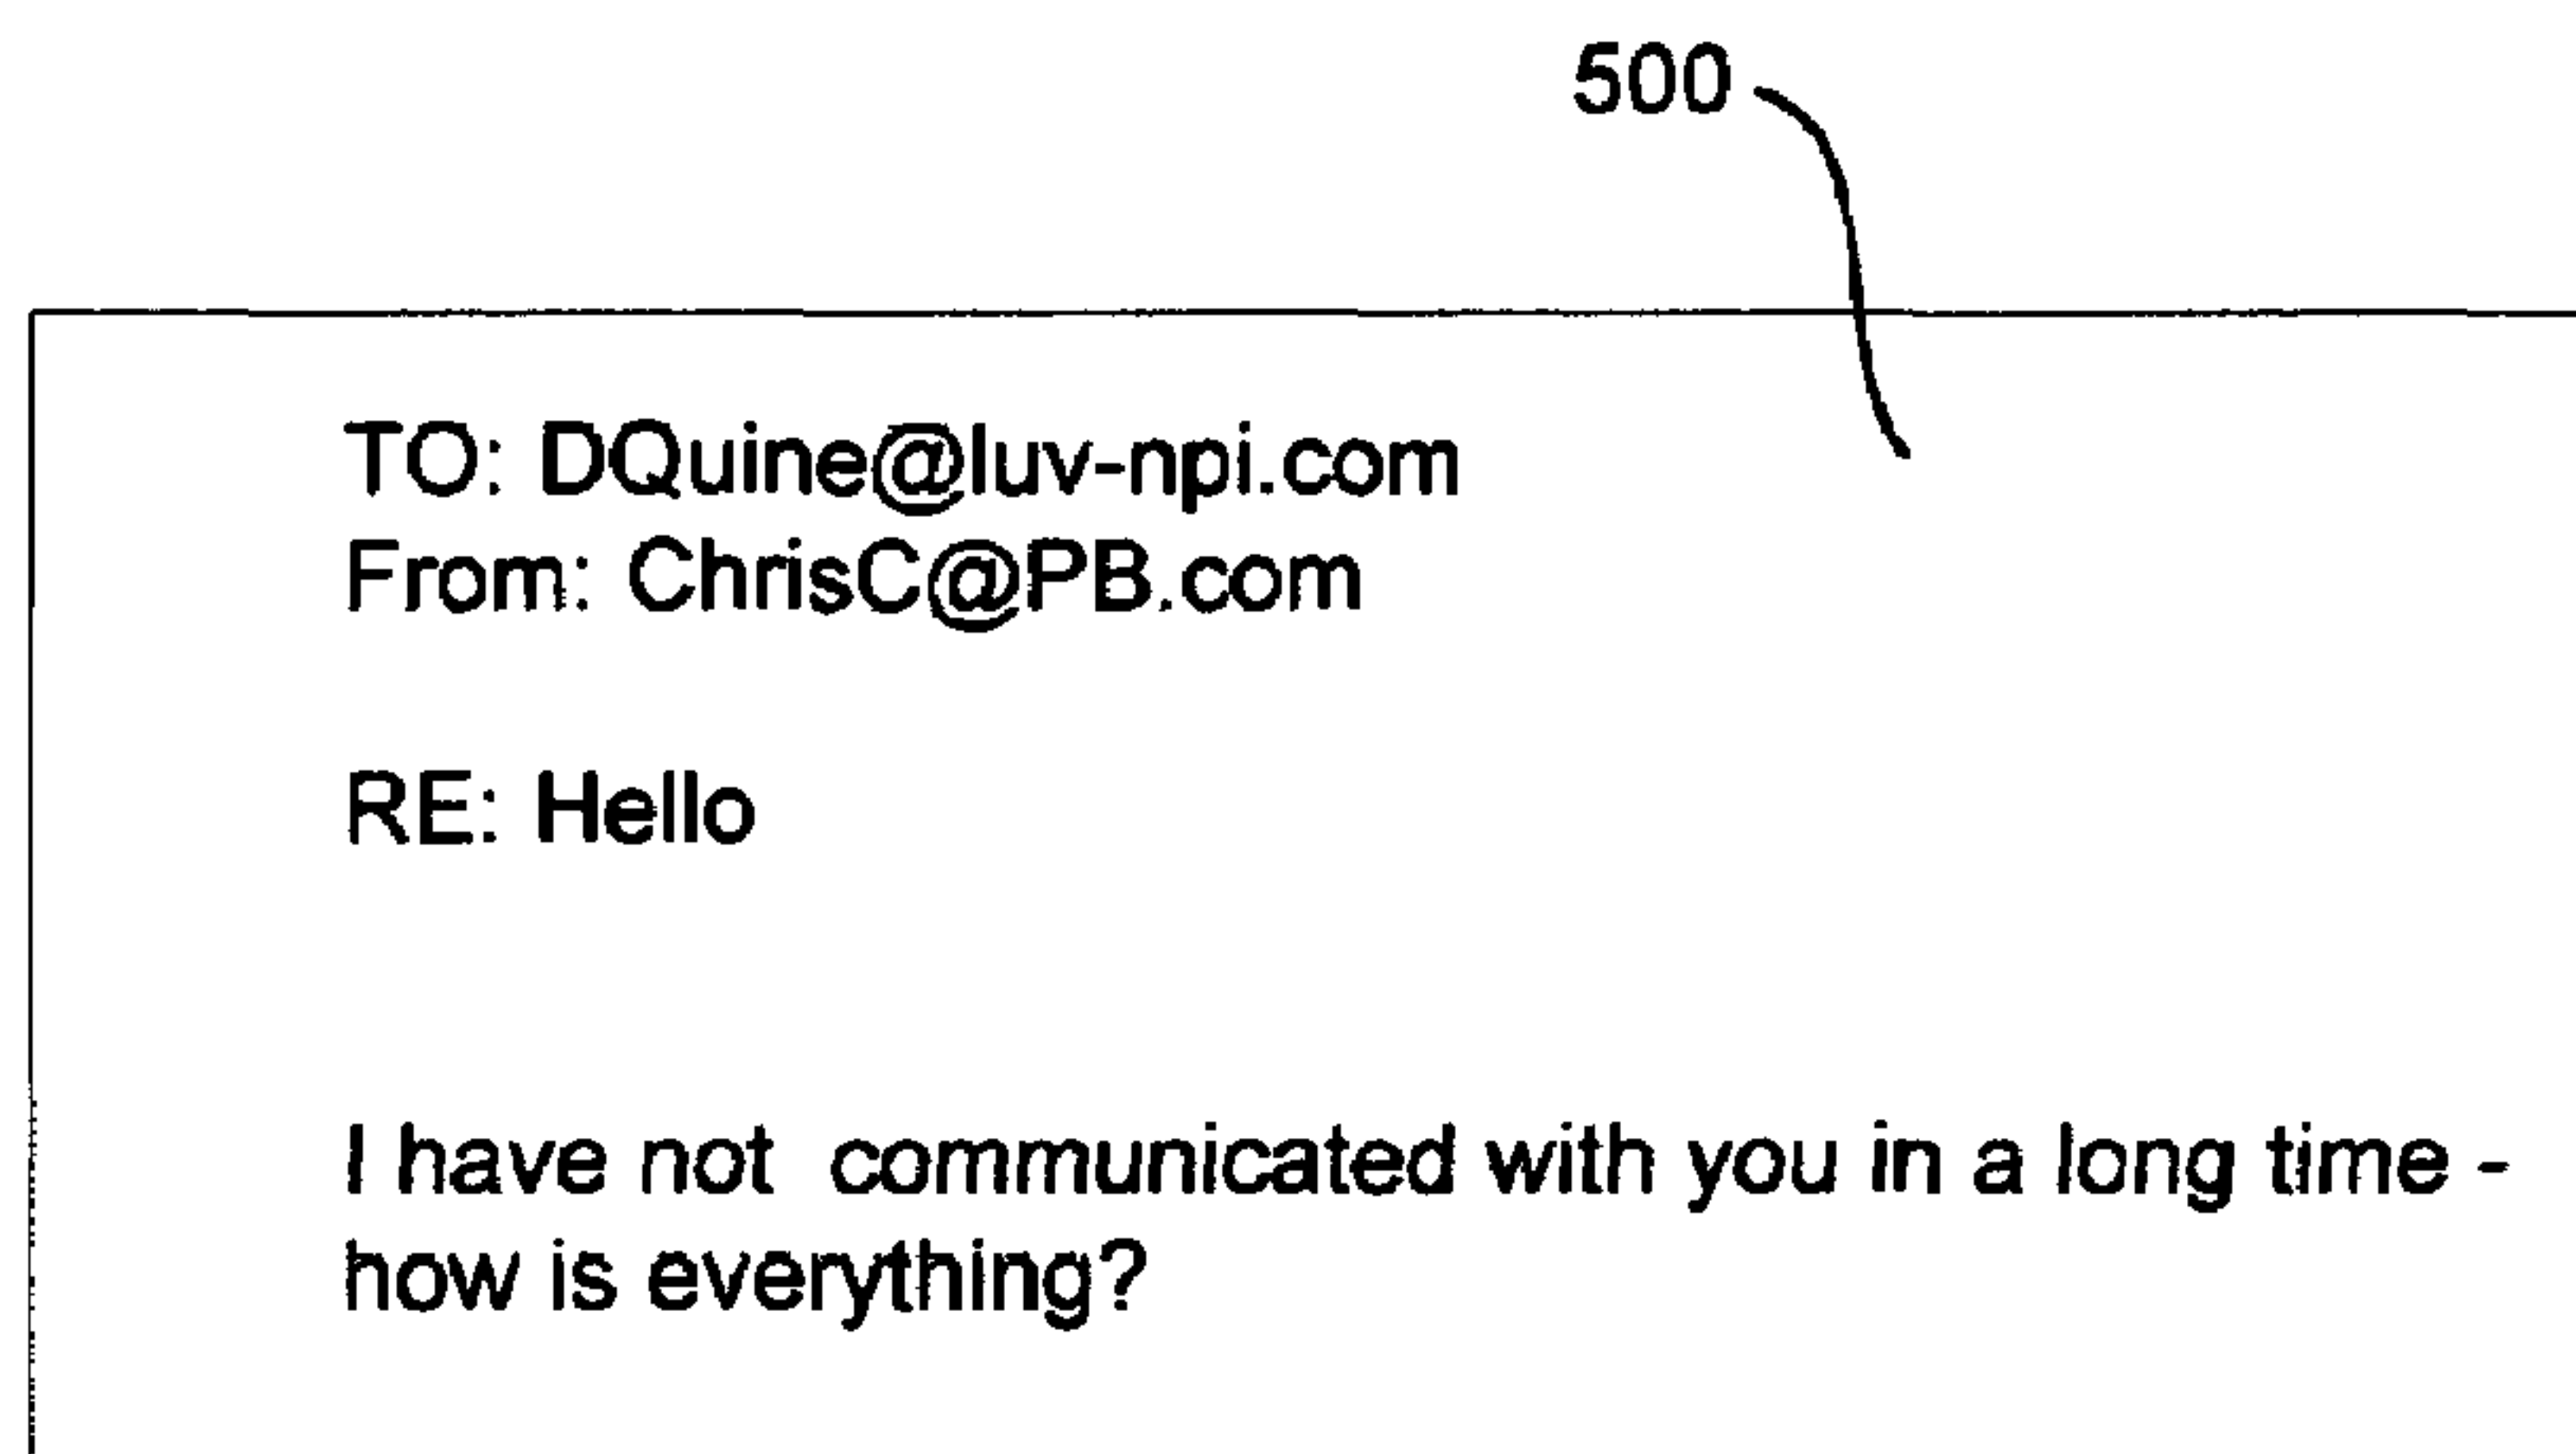 500
TO: DQuine@luv-npi.com
From: ChrisC@PB.com
RE: Hello
I have not communicated with you in a long time -
how is everything?